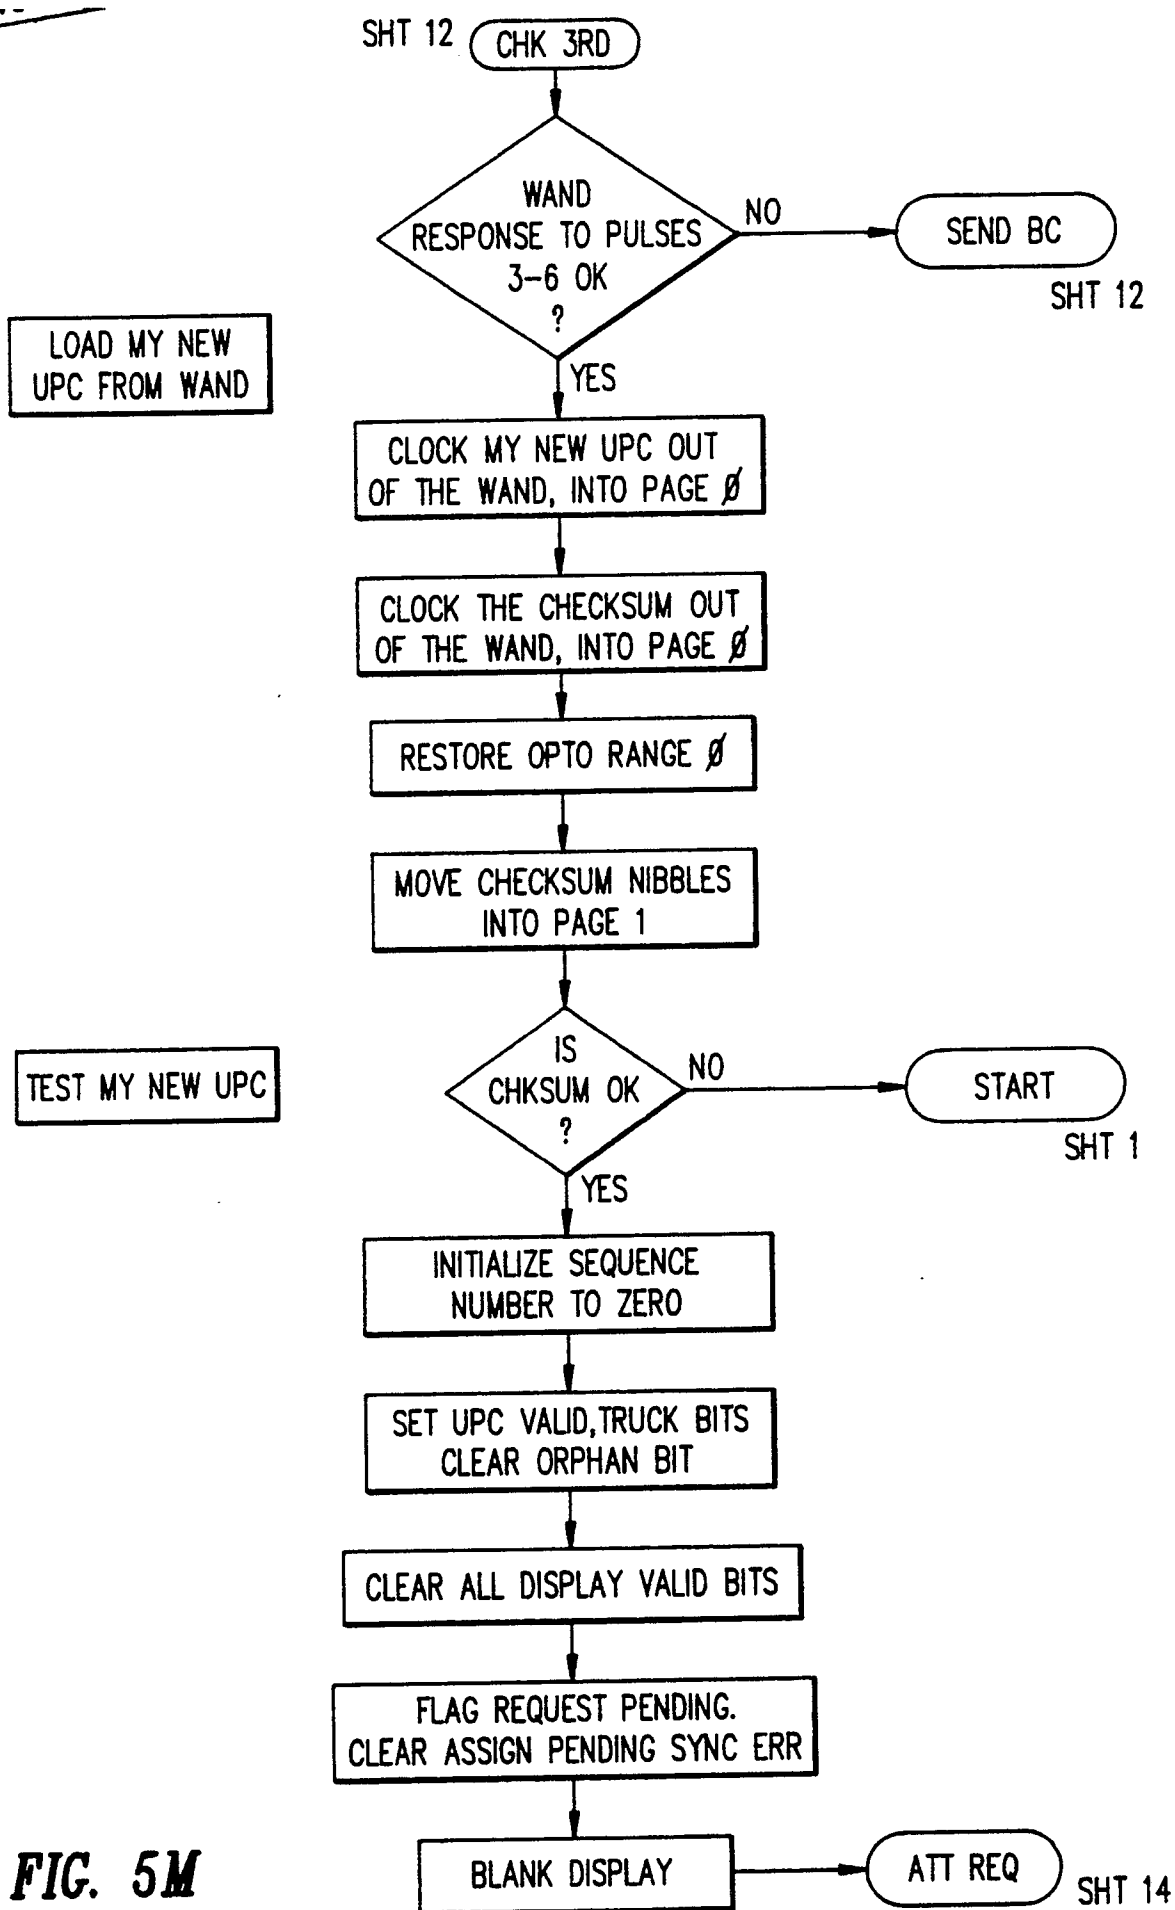 SHT 12
CHK 3RD
WAND
RESPONSE TO PULSES
3-6 OK
?
NO
SEND BC
SHT 12
LOAD MY NEW
UPC FROM WAND
YES
CLOCK MY NEW UPC OUT
OF THE WAND, INTO PAGE Ø
CLOCK THE CHECKSUM OUT
OF THE WAND, INTO PAGE Ø
RESTORE OPTO RANGE Ø
MOVE CHECKSUM NIBBLES
INTO PAGE 1
TEST MY NEW UPC
IS
CHKSUM OK
?
NO
START
SHT 1
YES
INITIALIZE SEQUENCE
NUMBER TO ZERO
SET UPC VALID,TRUCK BITS
CLEAR ORPHAN BIT
CLEAR ALL DISPLAY VALID BITS
FLAG REQUEST PENDING.
CLEAR ASSIGN PENDING SYNC ERR
BLANK DISPLAY
ATT REQ
SHT 14
FIG. 5M